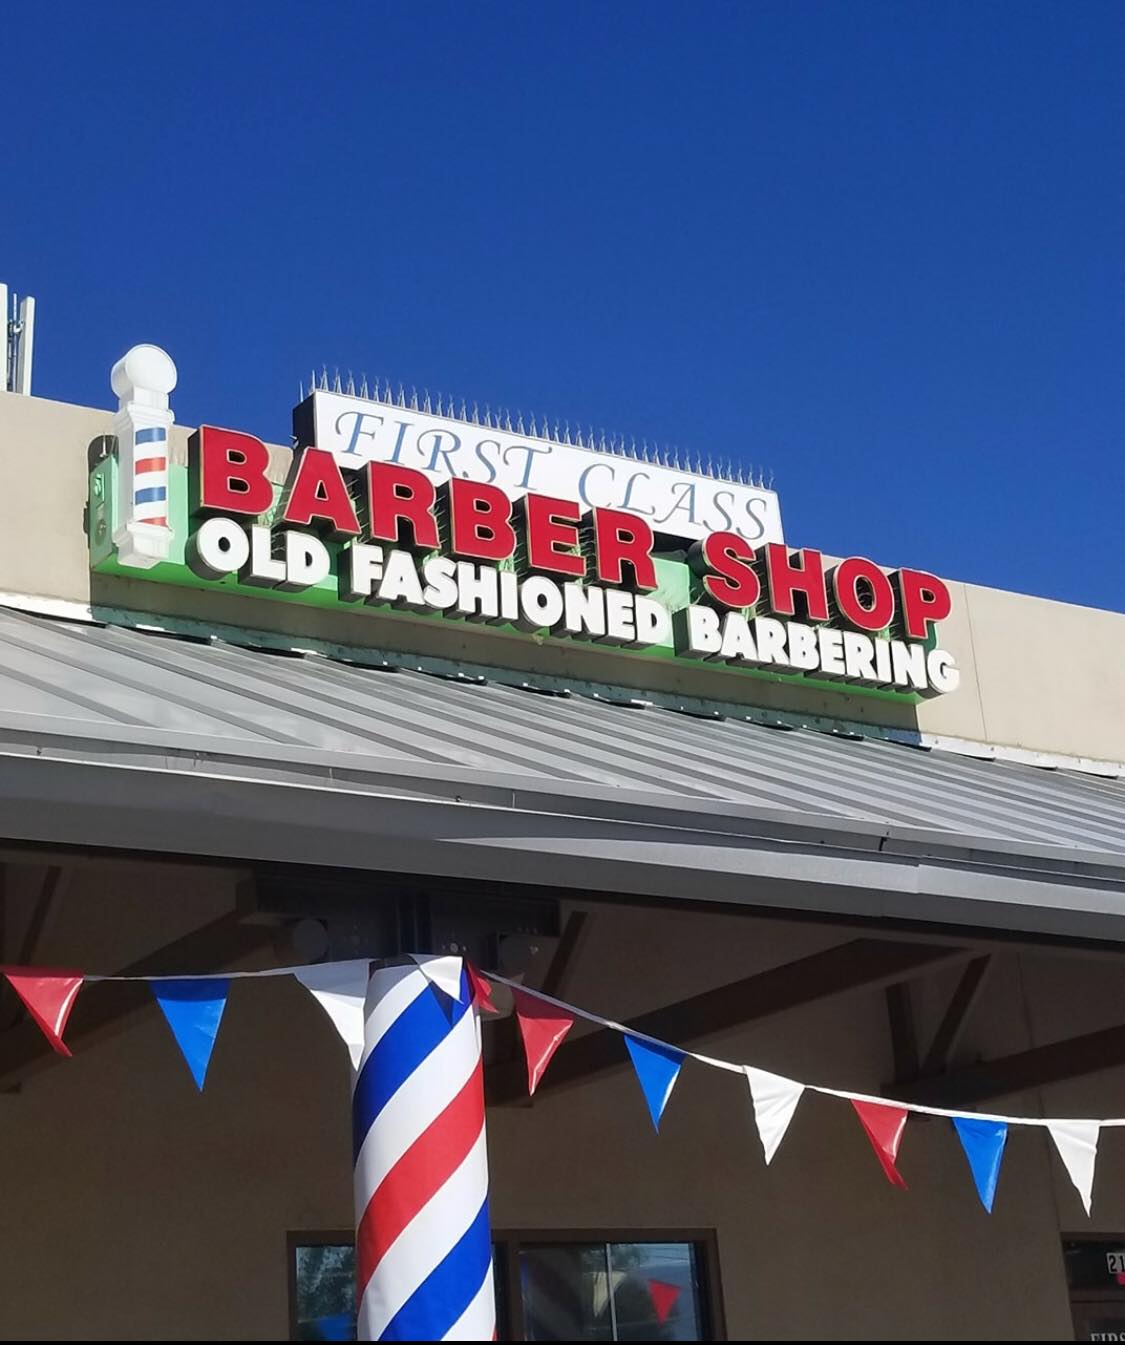 FIRST CLASS
BARBER SHOP
OLD FASHIONED BARBERING